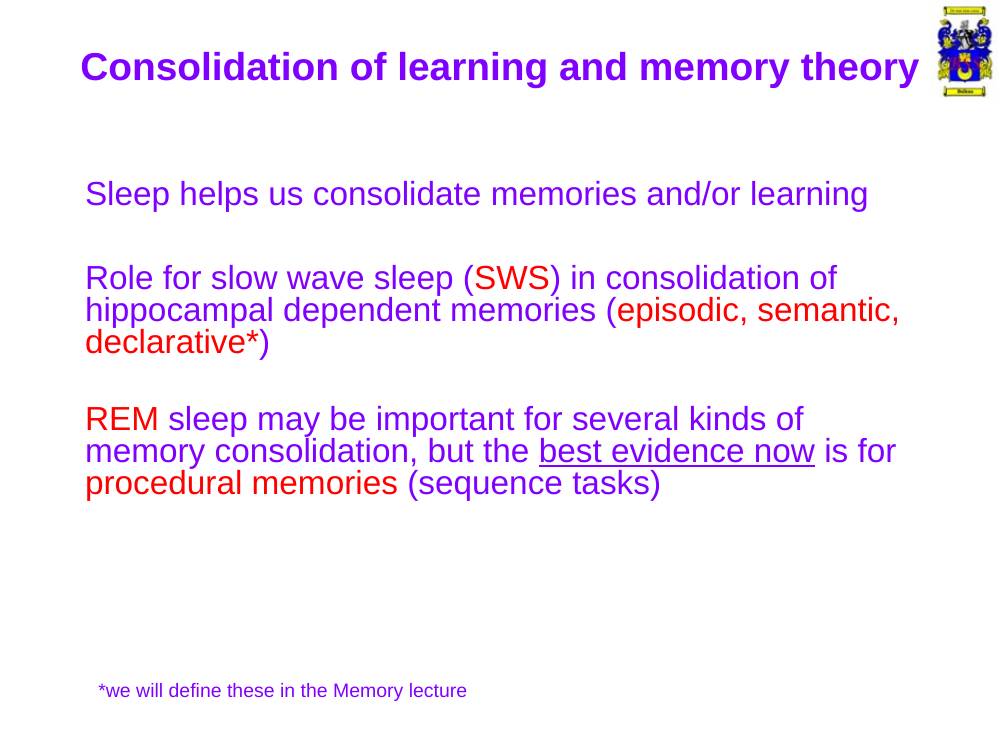 Consolidation of learning and memory theory
Sleep helps us consolidate memories and/or learning
Role for slow wave sleep (SWS) in consolidation of
hippocampal dependent memories (episodic, semantic,
declarative*)
REM sleep may be important for several kinds of
memory consolidation, but the best evidence now is for
procedural memories (sequence tasks)
*we will define these in the Memory lecture